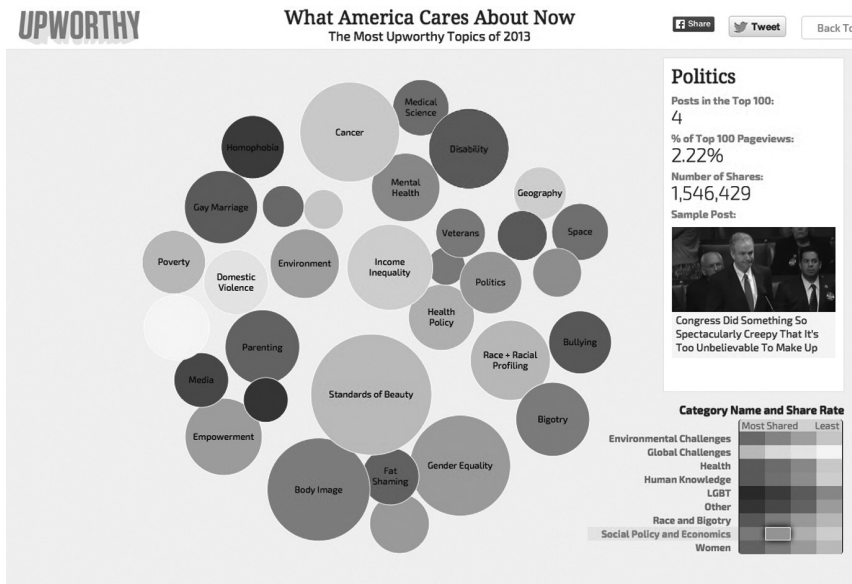 UPWORTHY
What America Cares About Now
The Most Upworthy Topics of 2013
Share
Tweet
Back To
Politics
Posts in the Top 100:
4
% of Top 100 Pageviews:
2.22%
Number of Shares:
1,546,429
Sample Post:
Congress Did Something So
Spectacularly Creepy That It's
Too Unbelievable To Make Up
Medical
Science
Cancer
Homophobia
Disability
Mental
Health
Geography
Gay Marriage
Veterans
Space
Poverty
Environment
Income
Inequality
Domestic
Violence
Politics
Health
Policy
Parenting
Bullying
Race + Racial
Profiling
Media
Standards of Beauty
Bigotry
Empowerment
Gender Equality
Fat
Shaming
Body Image
Category Name and Share Rate
Most Shared Least
Environmental Challenges
Global Challenges
Health
Human Knowledge
LGBT
Other
Race and Bigotry
Social Policy and Economics
Women